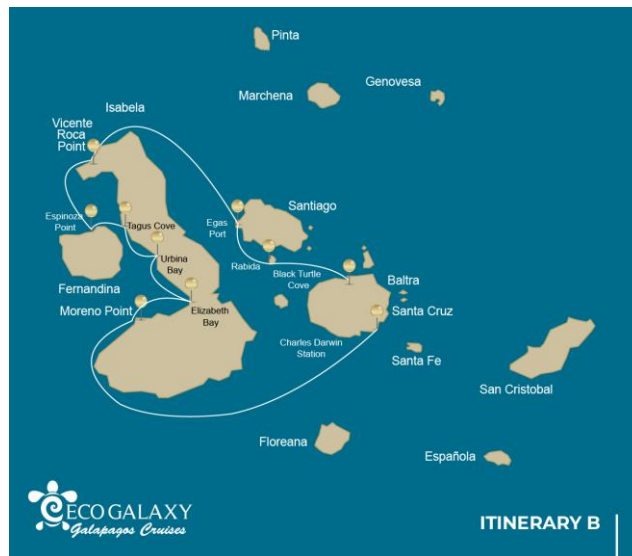 Pinta
Genovesa
Marchena
Isabela
Vicente
Roca
Point
Santiago
Espinoza
Point
Tagus Cove
Egas
Port
Urbina
Bay
Rabida
Black Turtle
Cove
Baltra
Fernandina
Moreno Point
Elizabeth
Bay
Santa Cruz
Charles Darwin
Station
Santa Fe
San Cristobal
Floreana
Española
ECOGALAXY
Galapagos Cruises
ITINERARY B